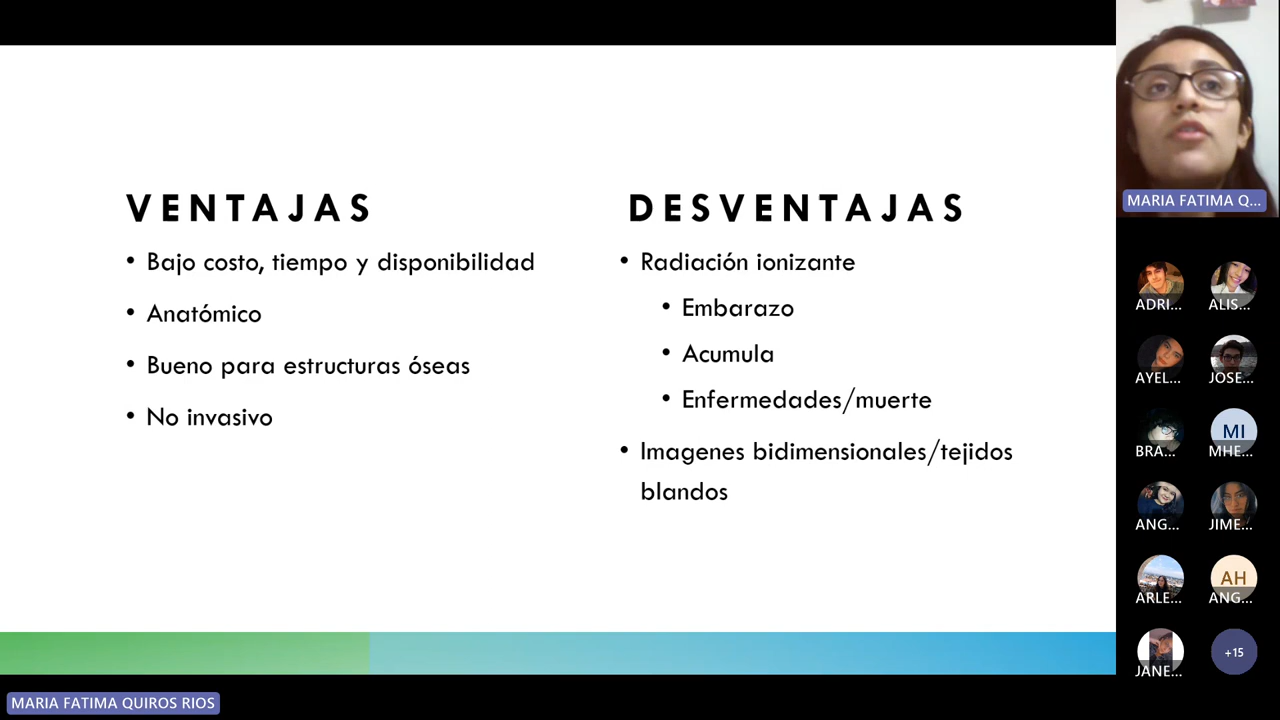 VENTAJAS
• Bajo costo, tiempo y disponibilidad
• Anatómico
• Bueno para estructuras óseas
• No invasivo
DESVENTAJAS
• Radiación ionizante
• Embarazo
• Acumula
• Enfermedades/muerte
• Imagenes bidimensionales/tejidos
blandos
MARIA FATIMA Q...
ADRI...
ALIS...
AYEL...
JOSE...
BRA...
MI
MHE...
ANG...
JIME...
ARLE...
AH
ANG...
JANE...
+15
MARIA FATIMA QUIROS RIOS